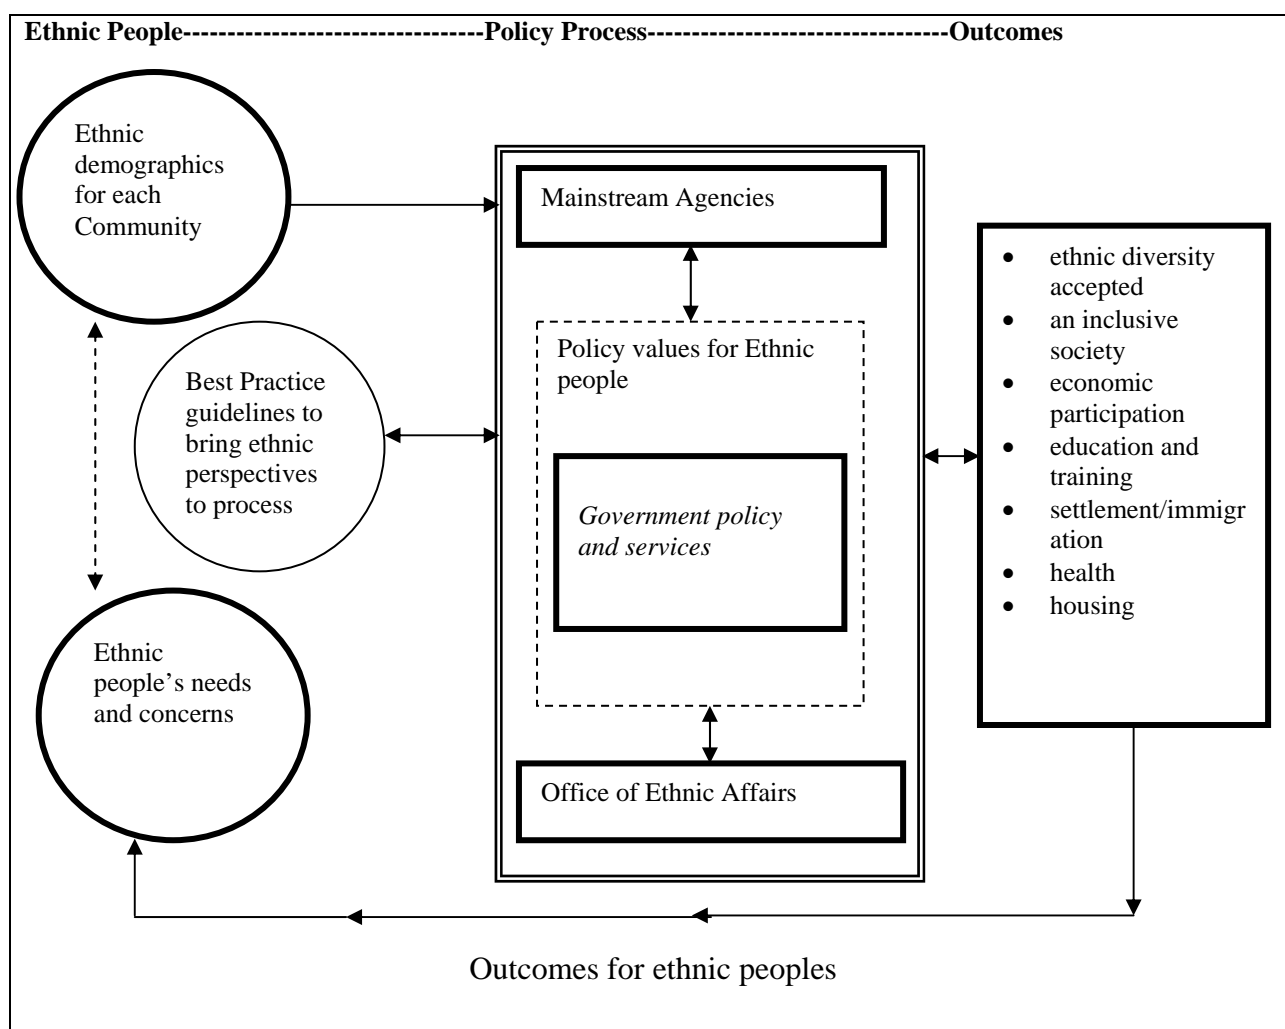 Ethnic People----------------------------------Policy Process----------------------------------Outcomes
Ethnic
demographics
for each
Community
Best Practice
guidelines to
bring ethnic
perspectives
to process
Ethnic
people’s needs
and concerns
Mainstream Agencies
Policy values for Ethnic
people
Government policy
and services
Office of Ethnic Affairs
• ethnic diversity
accepted
• an inclusive
society
• economic
participation
• education and
training
• settlement/immigr
ation
• health
• housing
Outcomes for ethnic peoples